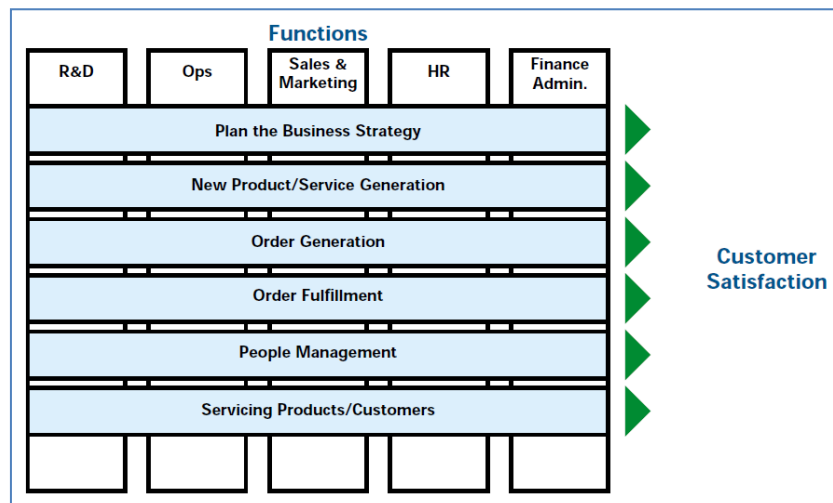 Functions
R&D
Ops
Sales &
Marketing
HR
Finance
Admin.
Plan the Business Strategy
New Product/Service Generation
Order Generation
Order Fulfillment
People Management
Servicing Products/Customers
Customer
Satisfaction